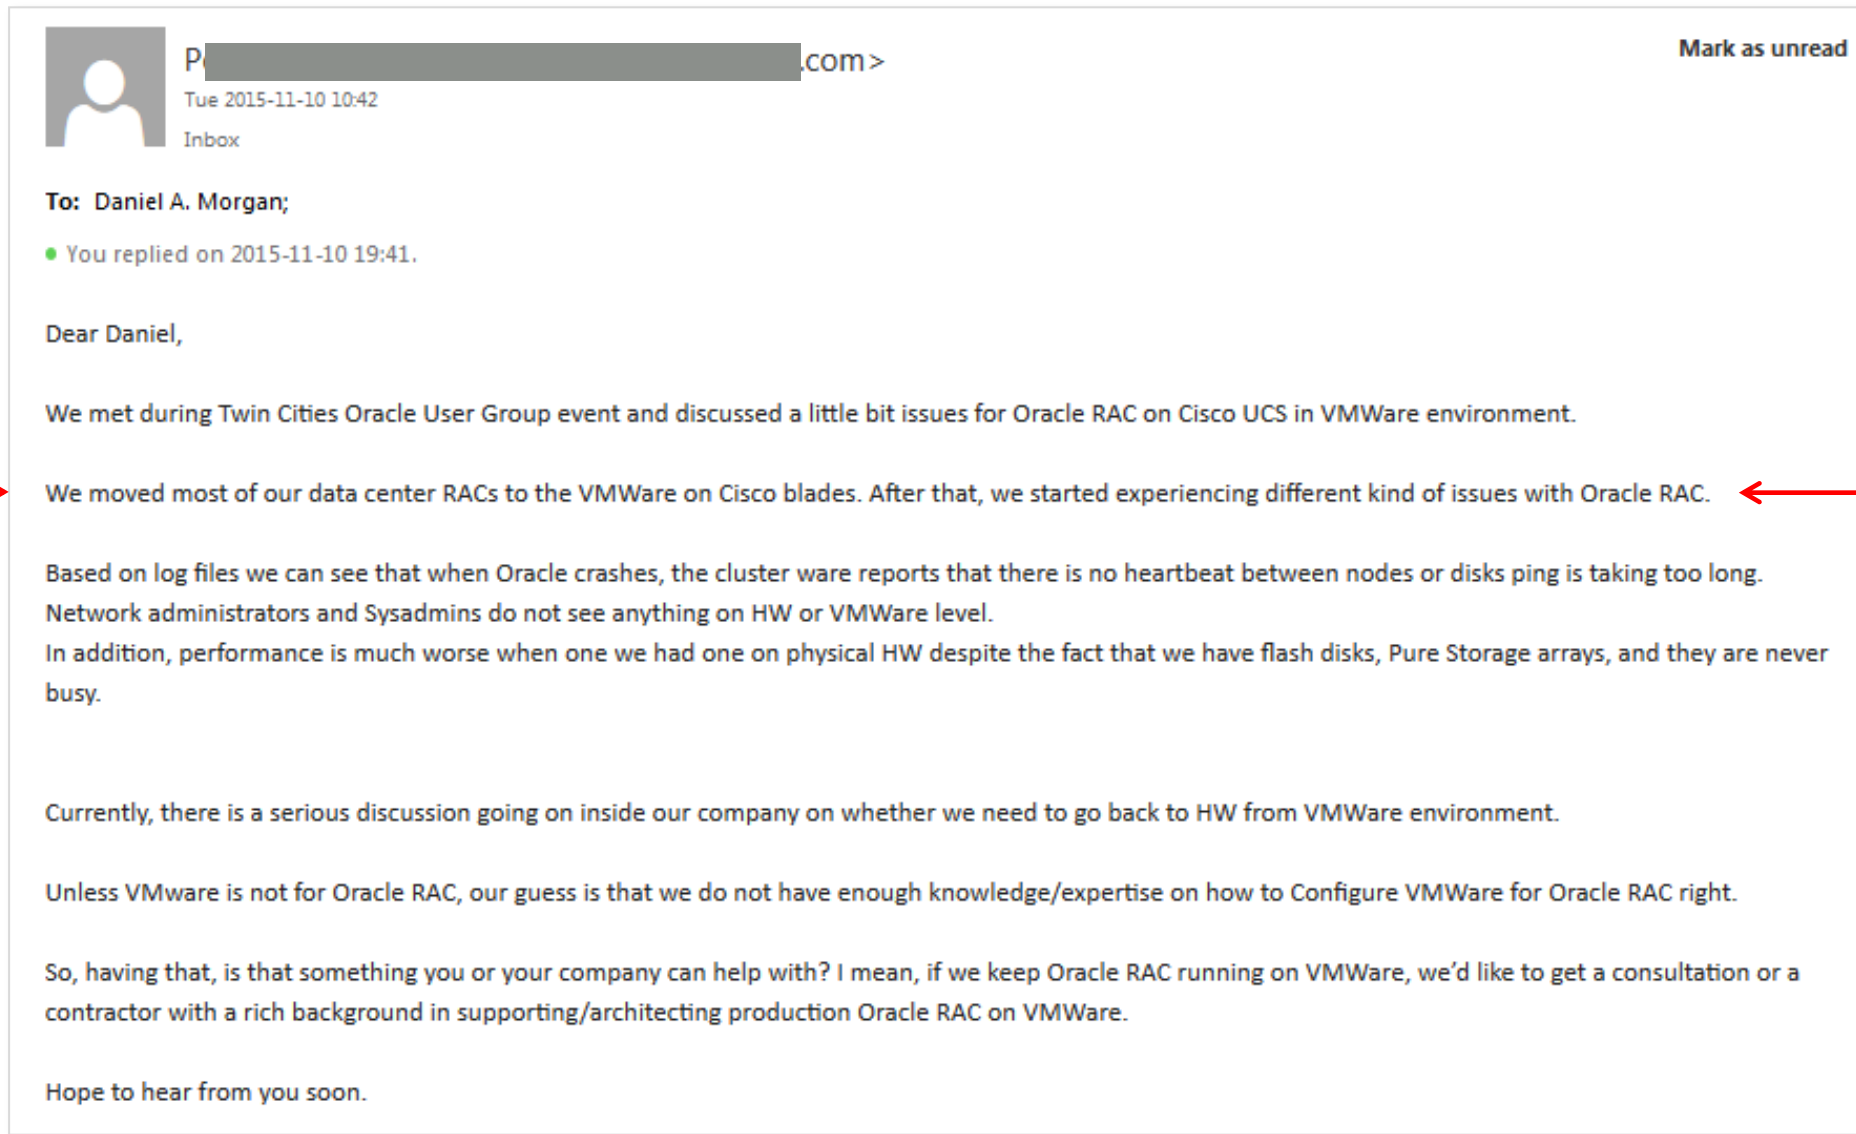 P
.com>
Mark as unread
Tue 2015-11-10 10:42
Inbox
To: Daniel A. Morgan;
You replied on 2015-11-10 19:41.
Dear Daniel,
We met during Twin Cities Oracle User Group event and discussed a little bit issues for Oracle RAC on Cisco UCS in VMWare environment.
We moved most of our data center RACs to the VMWare on Cisco blades. After that, we started experiencing different kind of issues with Oracle RAC.
Based on log files we can see that when Oracle crashes, the cluster ware reports that there is no heartbeat between nodes or disks ping is taking too long.
Network administrators and Sysadmins do not see anything on HW or VMWare level.
In addition, performance is much worse when one we had one on physical HW despite the fact that we have flash disks, Pure Storage arrays, and they are never
busy.
Currently, there is a serious discussion going on inside our company on whether we need to go back to HW from VMWare environment.
Unless VMware is not for Oracle RAC, our guess is that we do not have enough knowledge/expertise on how to Configure VMWare for Oracle RAC right.
So, having that, is that something you or your company can help with? I mean, if we keep Oracle RAC running on VMWare, we'd like to get a consultation or a
contractor with a rich background in supporting/architecting production Oracle RAC on VMWare.
Hope to hear from you soon.